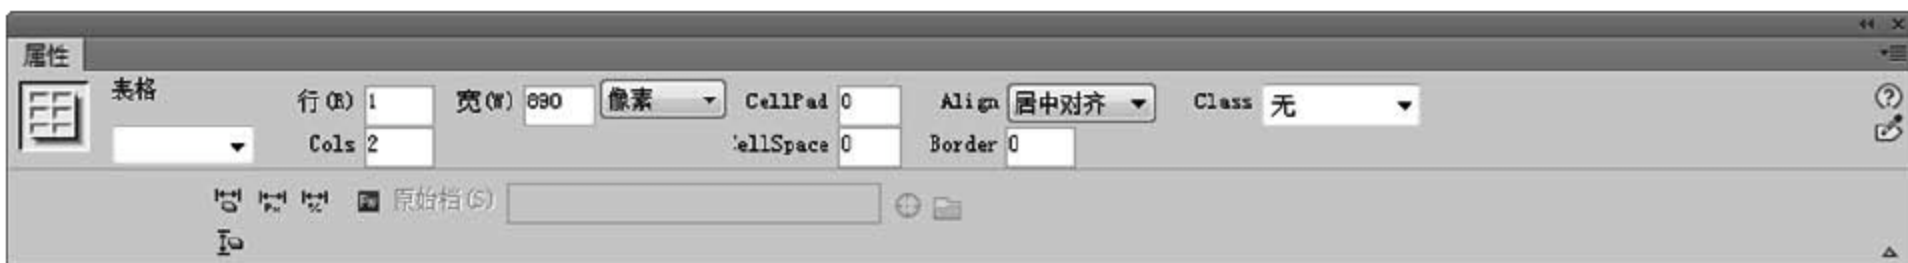 属性
表格 行(R) 1 宽(W) 890 像素 CellPad 0 Align 居中对齐 Class 无
Cols 2 CellSpace 0 Border 0
Fw 原始档(S)